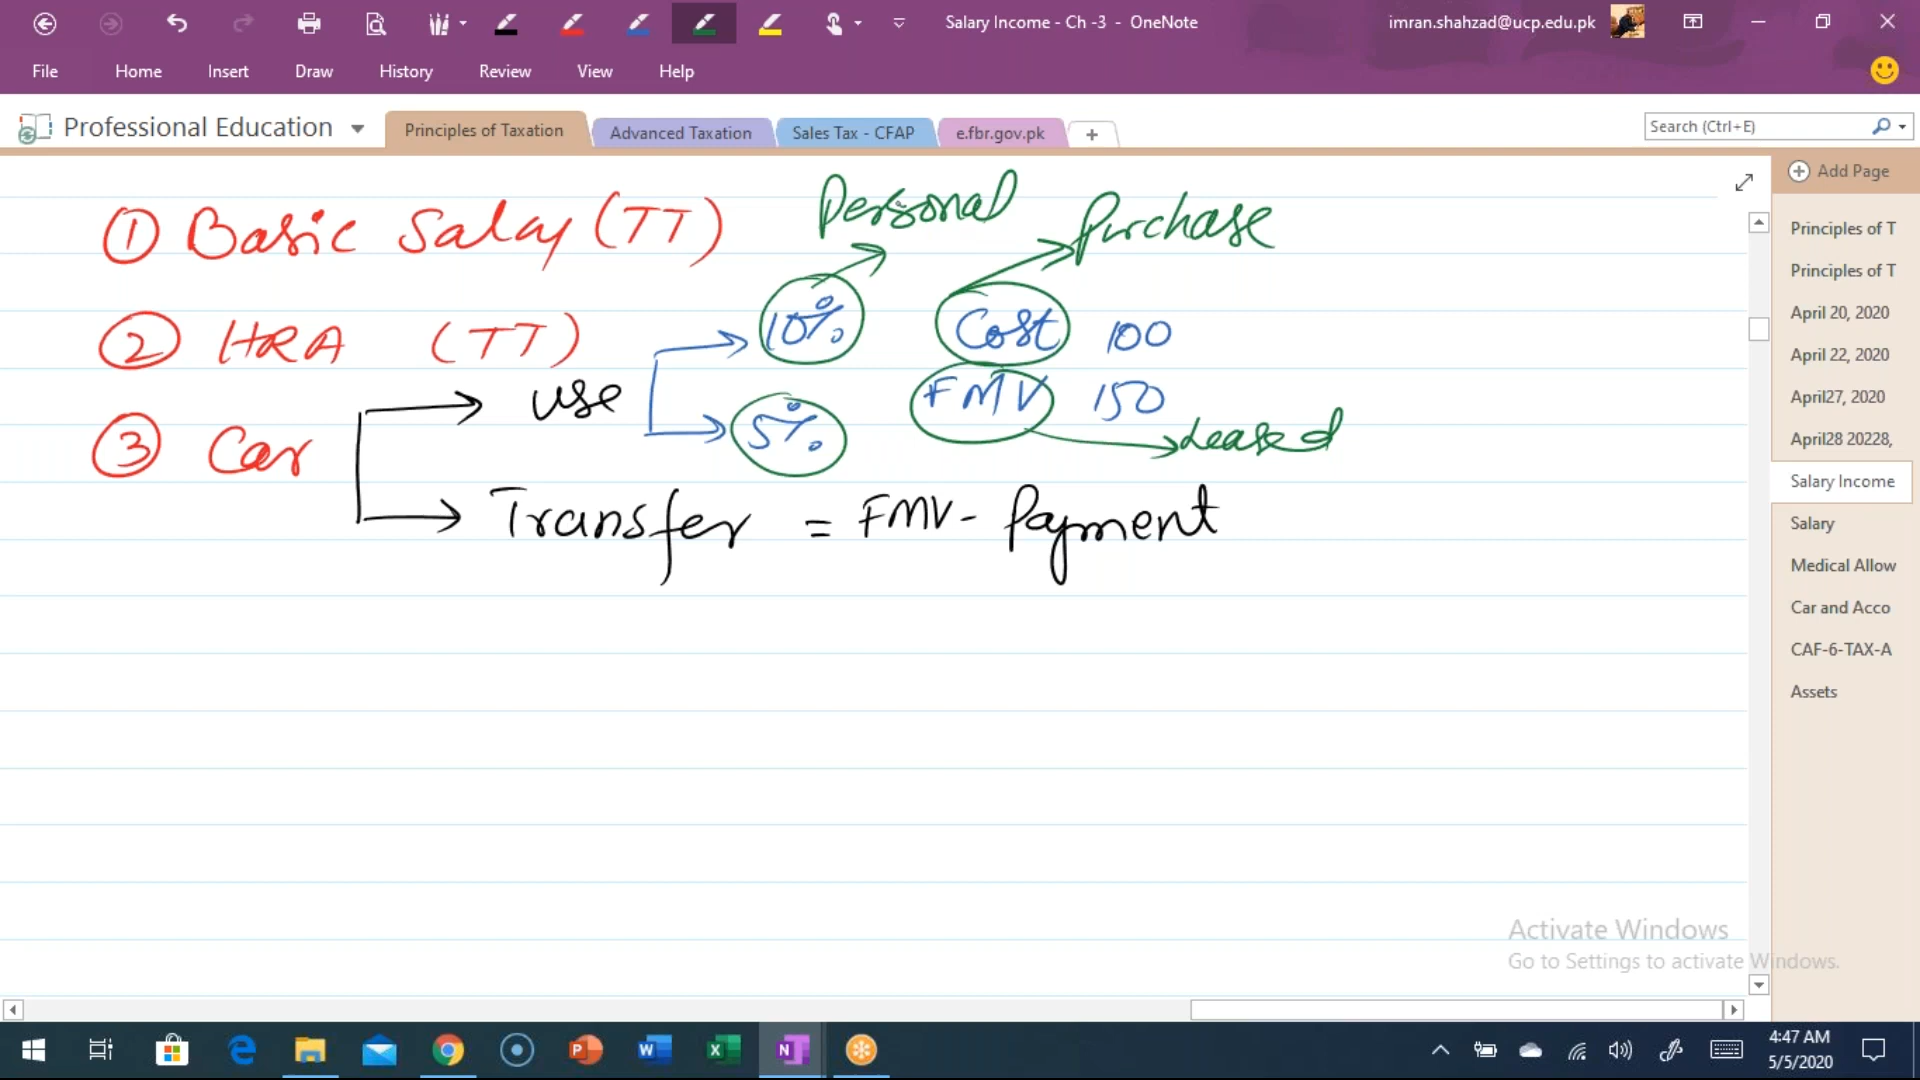 Salary Income - Ch -3 - OneNote
imran.shahzad@ucp.edu.pk
File Home Insert Draw History Review View Help
Professional Education
Principles of Taxation
Advanced Taxation
Sales Tax - CFAP
e.fbr.gov.pk
Search (Ctrl+E)
Add Page
Principles of T
Principles of T
April 20, 2020
April 22, 2020
April27, 2020
April28 20228,
Salary Income
Salary
Medical Allow
Car and Acco
CAF-6-TAX-A
Assets
Personal
Purchase
① Basic Salay (TT)
10% Cost 100
② HRA (TT)
use
5% FMV 150
Leased
③ Car
Transfer = FMV - Payment
Activate Windows
Go to Settings to activate Windows.
4:47 AM
5/5/2020